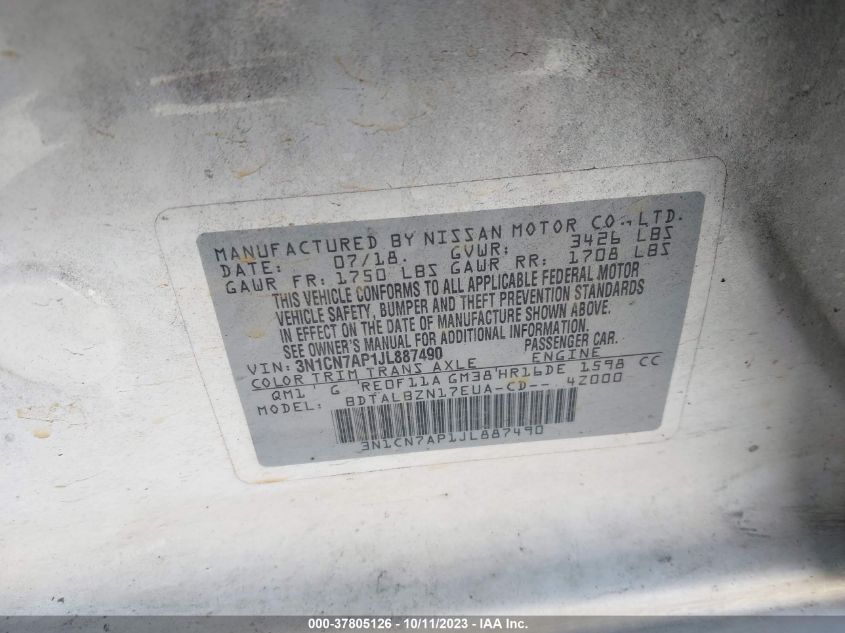 MANUFACTURED BY NISSAN MOTOR CO., LTD.
DATE: 07/18 GVWR: 3426 LBS
GAWR FR: 1750 LBS GAWR RR: 1708 LBS
THIS VEHICLE CONFORMS TO ALL APPLICABLE FEDERAL MOTOR
VEHICLE SAFETY, BUMPER AND THEFT PREVENTION STANDARDS
IN EFFECT ON THE DATE OF MANUFACTURE SHOWN ABOVE.
SEE OWNER'S MANUAL FOR ADDITIONAL INFORMATION.
VIN: 3N1CN7AP1JL887490 PASSENGER CAR.
COLOR TRIM TRANS AXLE ENGINE
QM1 G RE0F11A GM38 HR16DE 1598 CC
MODEL: BDTALBZN17EUA-CD-- 4Z000
3N1CN7AP1JL887490
000-37805126 - 10/11/2023 - IAA Inc.